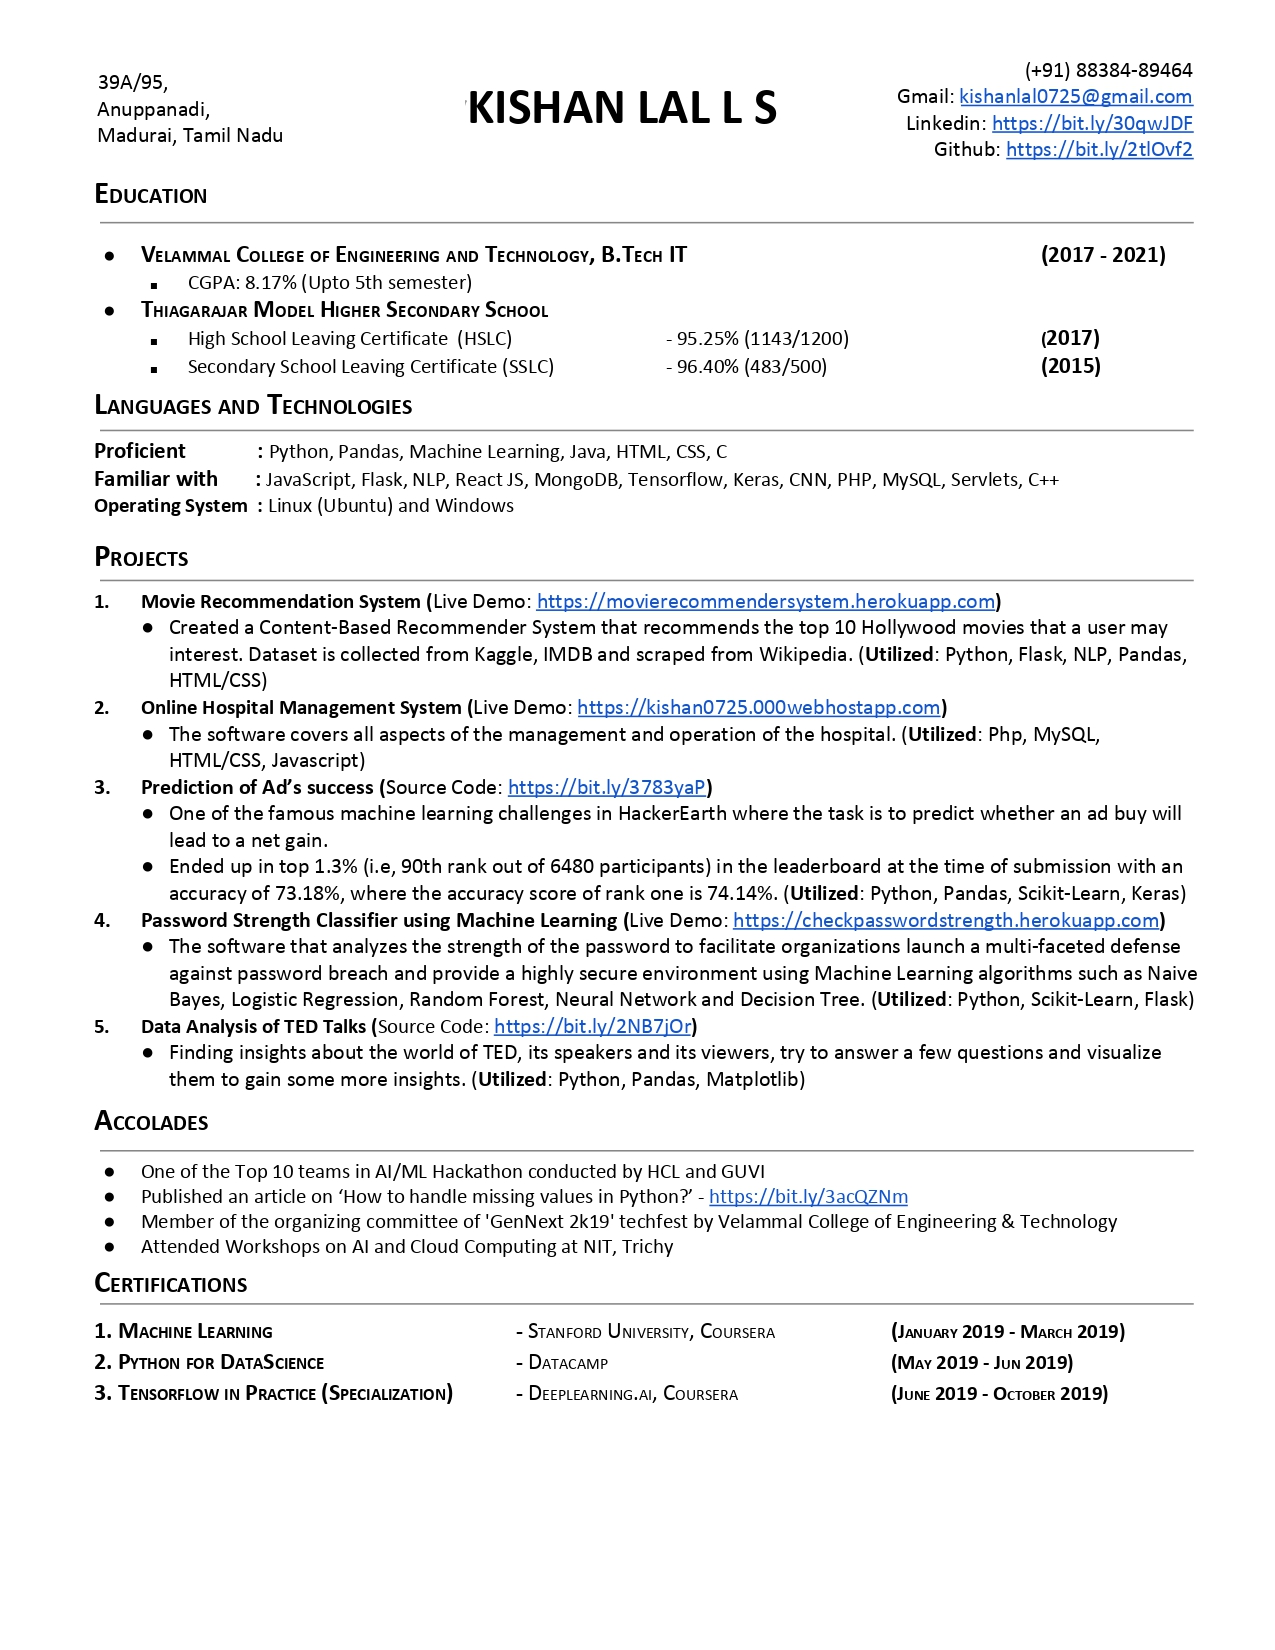 39A/95,
Anuppanadi,
Madurai, Tamil Nadu
KISHAN LAL L S
(+91) 88384-89464
Gmail: kishanlal0725@gmail.com
Linkedin: https://bit.ly/30qwJDF
Github: https://bit.ly/2tlOvf2
EDUCATION
● VELAMMAL COLLEGE OF ENGINEERING AND TECHNOLOGY, B.TECH IT (2017 - 2021)
▪ CGPA: 8.17% (Upto 5th semester)
● THIAGARAJAR MODEL HIGHER SECONDARY SCHOOL
▪ High School Leaving Certificate (HSLC) - 95.25% (1143/1200) (2017)
▪ Secondary School Leaving Certificate (SSLC) - 96.40% (483/500) (2015)
LANGUAGES AND TECHNOLOGIES
Proficient : Python, Pandas, Machine Learning, Java, HTML, CSS, C
Familiar with : JavaScript, Flask, NLP, React JS, MongoDB, Tensorflow, Keras, CNN, PHP, MySQL, Servlets, C++
Operating System : Linux (Ubuntu) and Windows
PROJECTS
1. Movie Recommendation System (Live Demo: https://movierecommendersystem.herokuapp.com)
● Created a Content-Based Recommender System that recommends the top 10 Hollywood movies that a user may
interest. Dataset is collected from Kaggle, IMDB and scraped from Wikipedia. (Utilized: Python, Flask, NLP, Pandas,
HTML/CSS)
2. Online Hospital Management System (Live Demo: https://kishan0725.000webhostapp.com)
● The software covers all aspects of the management and operation of the hospital. (Utilized: Php, MySQL,
HTML/CSS, Javascript)
3. Prediction of Ad’s success (Source Code: https://bit.ly/3783yaP)
● One of the famous machine learning challenges in HackerEarth where the task is to predict whether an ad buy will
lead to a net gain.
● Ended up in top 1.3% (i.e, 90th rank out of 6480 participants) in the leaderboard at the time of submission with an
accuracy of 73.18%, where the accuracy score of rank one is 74.14%. (Utilized: Python, Pandas, Scikit-Learn, Keras)
4. Password Strength Classifier using Machine Learning (Live Demo: https://checkpasswordstrength.herokuapp.com)
● The software that analyzes the strength of the password to facilitate organizations launch a multi-faceted defense
against password breach and provide a highly secure environment using Machine Learning algorithms such as Naive
Bayes, Logistic Regression, Random Forest, Neural Network and Decision Tree. (Utilized: Python, Scikit-Learn, Flask)
5. Data Analysis of TED Talks (Source Code: https://bit.ly/2NB7jOr)
● Finding insights about the world of TED, its speakers and its viewers, try to answer a few questions and visualize
them to gain some more insights. (Utilized: Python, Pandas, Matplotlib)
ACCOLADES
● One of the Top 10 teams in AI/ML Hackathon conducted by HCL and GUVI
● Published an article on ‘How to handle missing values in Python?’ - https://bit.ly/3acQZNm
● Member of the organizing committee of 'GenNext 2k19' techfest by Velammal College of Engineering & Technology
● Attended Workshops on AI and Cloud Computing at NIT, Trichy
CERTIFICATIONS
1. MACHINE LEARNING - STANFORD UNIVERSITY, COURSERA (JANUARY 2019 - MARCH 2019)
2. PYTHON FOR DATASCIENCE - DATACAMP (MAY 2019 - JUN 2019)
3. TENSORFLOW IN PRACTICE (SPECIALIZATION) - DEEPLEARNING.AI, COURSERA (JUNE 2019 - OCTOBER 2019)